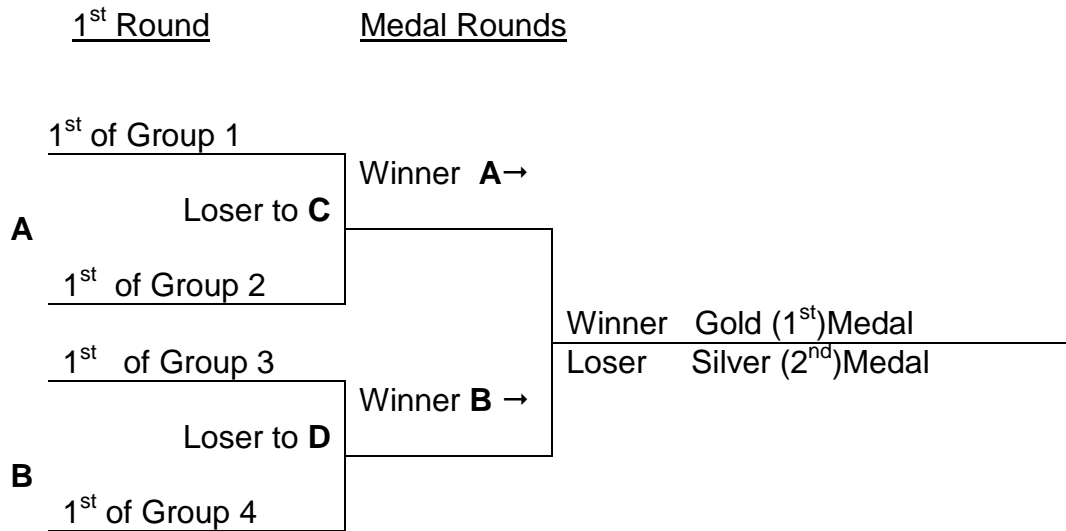 1st Round Medal Rounds
1st of Group 1
Winner A→
Loser to C
A
1st of Group 2
Winner Gold (1st)Medal
1st of Group 3
Loser Silver (2nd)Medal
Winner B →
Loser to D
B
1st of Group 4